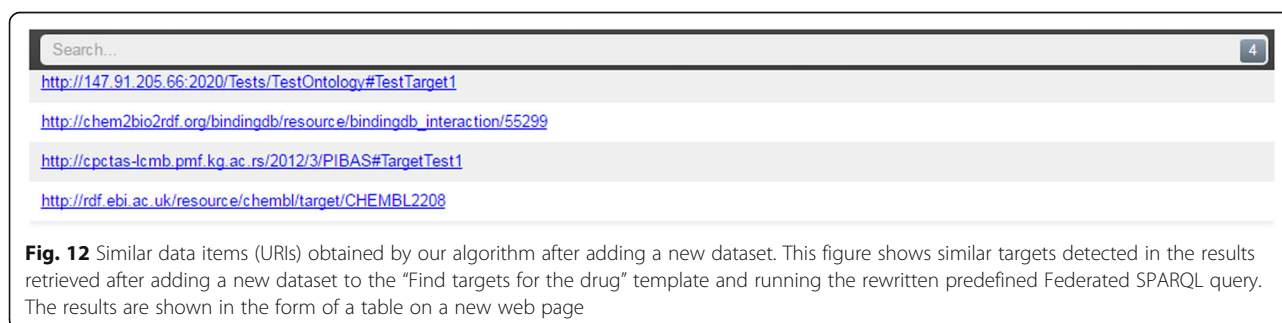 Search...
4
http://147.91.205.66:2020/Tests/TestOntology#TestTarget1
http://chem2bio2rdf.org/bindingdb/resource/bindingdb_interaction/55299
http://cpctas-lcmb.pmf.kg.ac.rs/2012/3/PIBAS#TargetTest1
http://rdf.ebi.ac.uk/resource/chembl/target/CHEMBL2208
Fig. 12 Similar data items (URIs) obtained by our algorithm after adding a new dataset. This figure shows similar targets detected in the results
retrieved after adding a new dataset to the “Find targets for the drug” template and running the rewritten predefined Federated SPARQL query.
The results are shown in the form of a table on a new web page